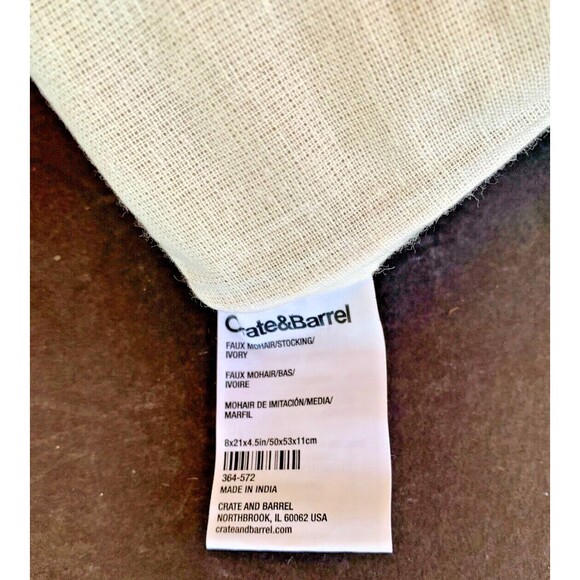 Crate&Barrel
FAUX MOHAIR/STOCKING/
IVORY
FAUX MOHAIR/BAS/
IVOIRE
MOHAIR DE IMITACIÓN/MEDIA/
MARFIL
8x21x4.5in/50x53x11cm
364-572
MADE IN INDIA
CRATE AND BARREL
NORTHBROOK, IL 60062 USA
crateandbarrel.com